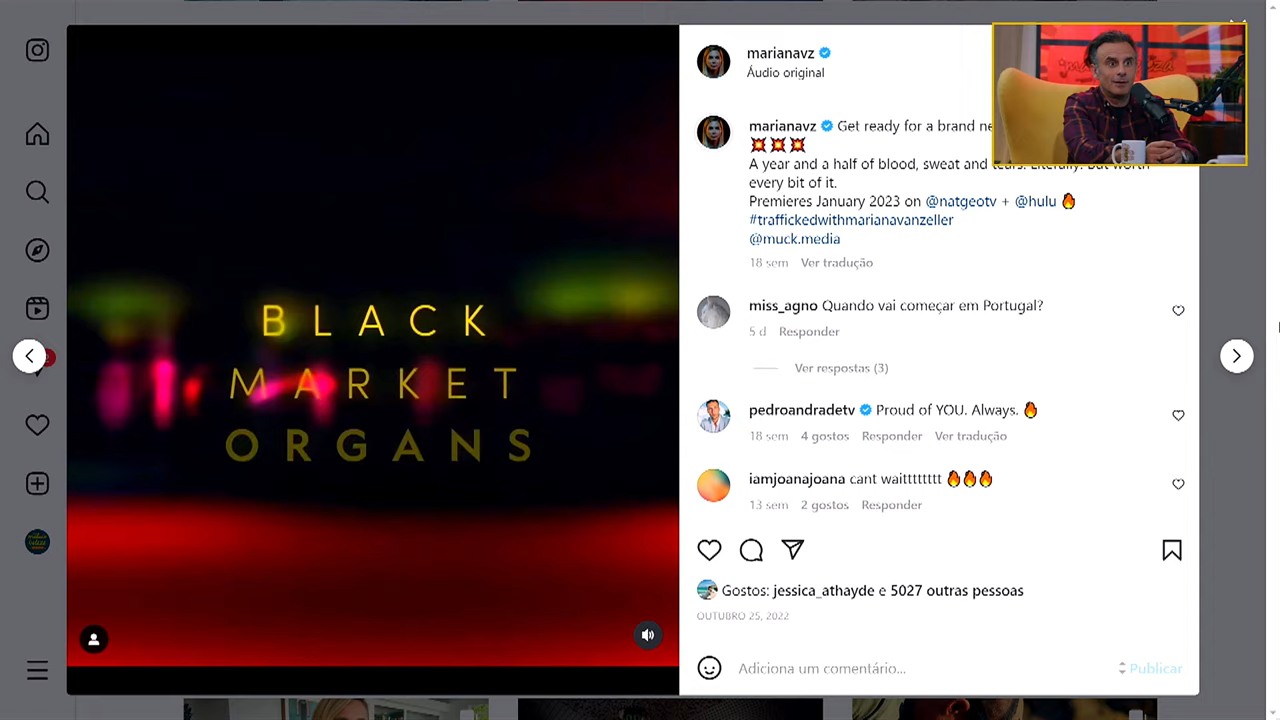 BLACK
MARKET
ORGANS
marianavz
Áudio original
marianavz Get ready for a brand ne
💥💥💥
A year and a half of blood, sweat and tears. Literally. But worth
every bit of it.
Premieres January 2023 on @natgeotv + @hulu 🔥
#traffickedwithmarianavanzeller
@muck.media
18 sem Ver tradução
miss_agno Quando vai começar em Portugal?
5 d Responder
Ver respostas (3)
pedroandradetv Proud of YOU. Always. 🔥
18 sem 4 gostos Responder Ver tradução
iamjoanajoana cant waitttttttt 🔥🔥🔥
13 sem 2 gostos Responder
Gostos: jessica_athayde e 5027 outras pessoas
OUTUBRO 25, 2022
Adiciona um comentário...
Publicar